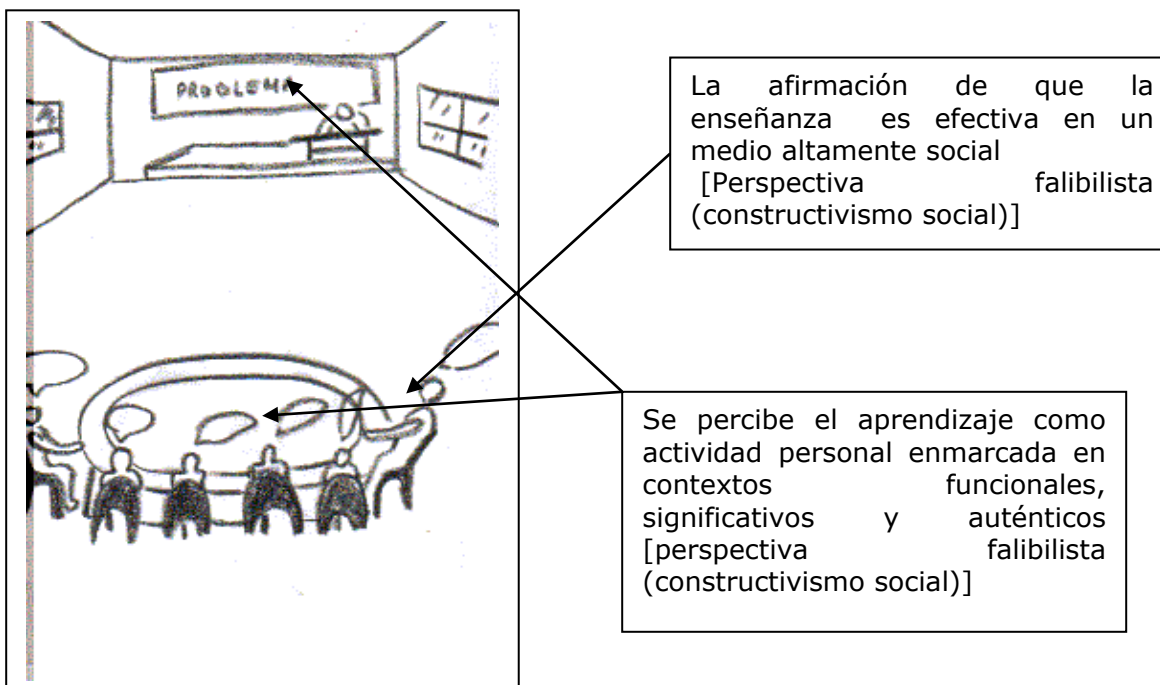 PROBLEMA
La afirmación de que la
enseñanza es efectiva en un
medio altamente social
[Perspectiva falibilista
(constructivismo social)]
Se percibe el aprendizaje como
actividad personal enmarcada en
contextos funcionales,
significativos y auténticos
[perspectiva falibilista
(constructivismo social)]